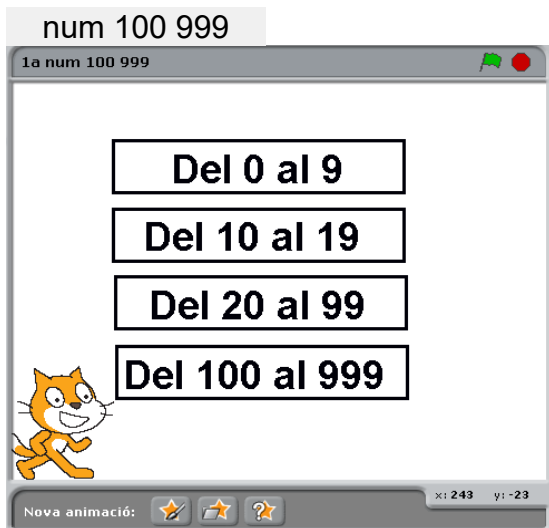 num 100 999
1a num 100 999
Del 0 al 9
Del 10 al 19
Del 20 al 99
Del 100 al 999
x: 243 y: -23
Nova animació: